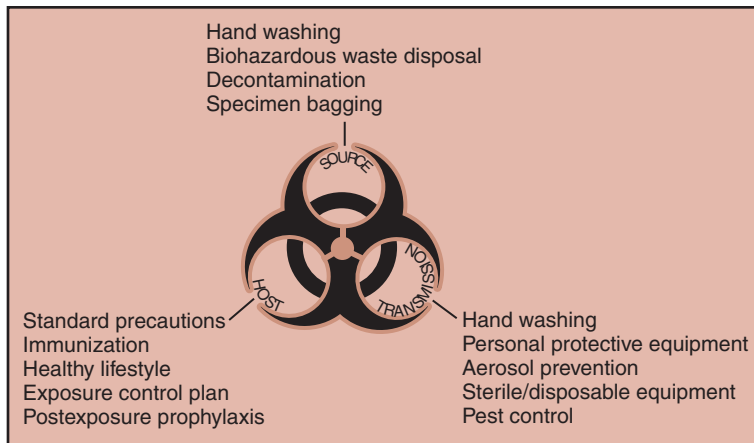 Hand washing
Biohazardous waste disposal
Decontamination
Specimen bagging
SOURCE
HOST
TRANSMISSION
Standard precautions
Immunization
Healthy lifestyle
Exposure control plan
Postexposure prophylaxis
Hand washing
Personal protective equipment
Aerosol prevention
Sterile/disposable equipment
Pest control